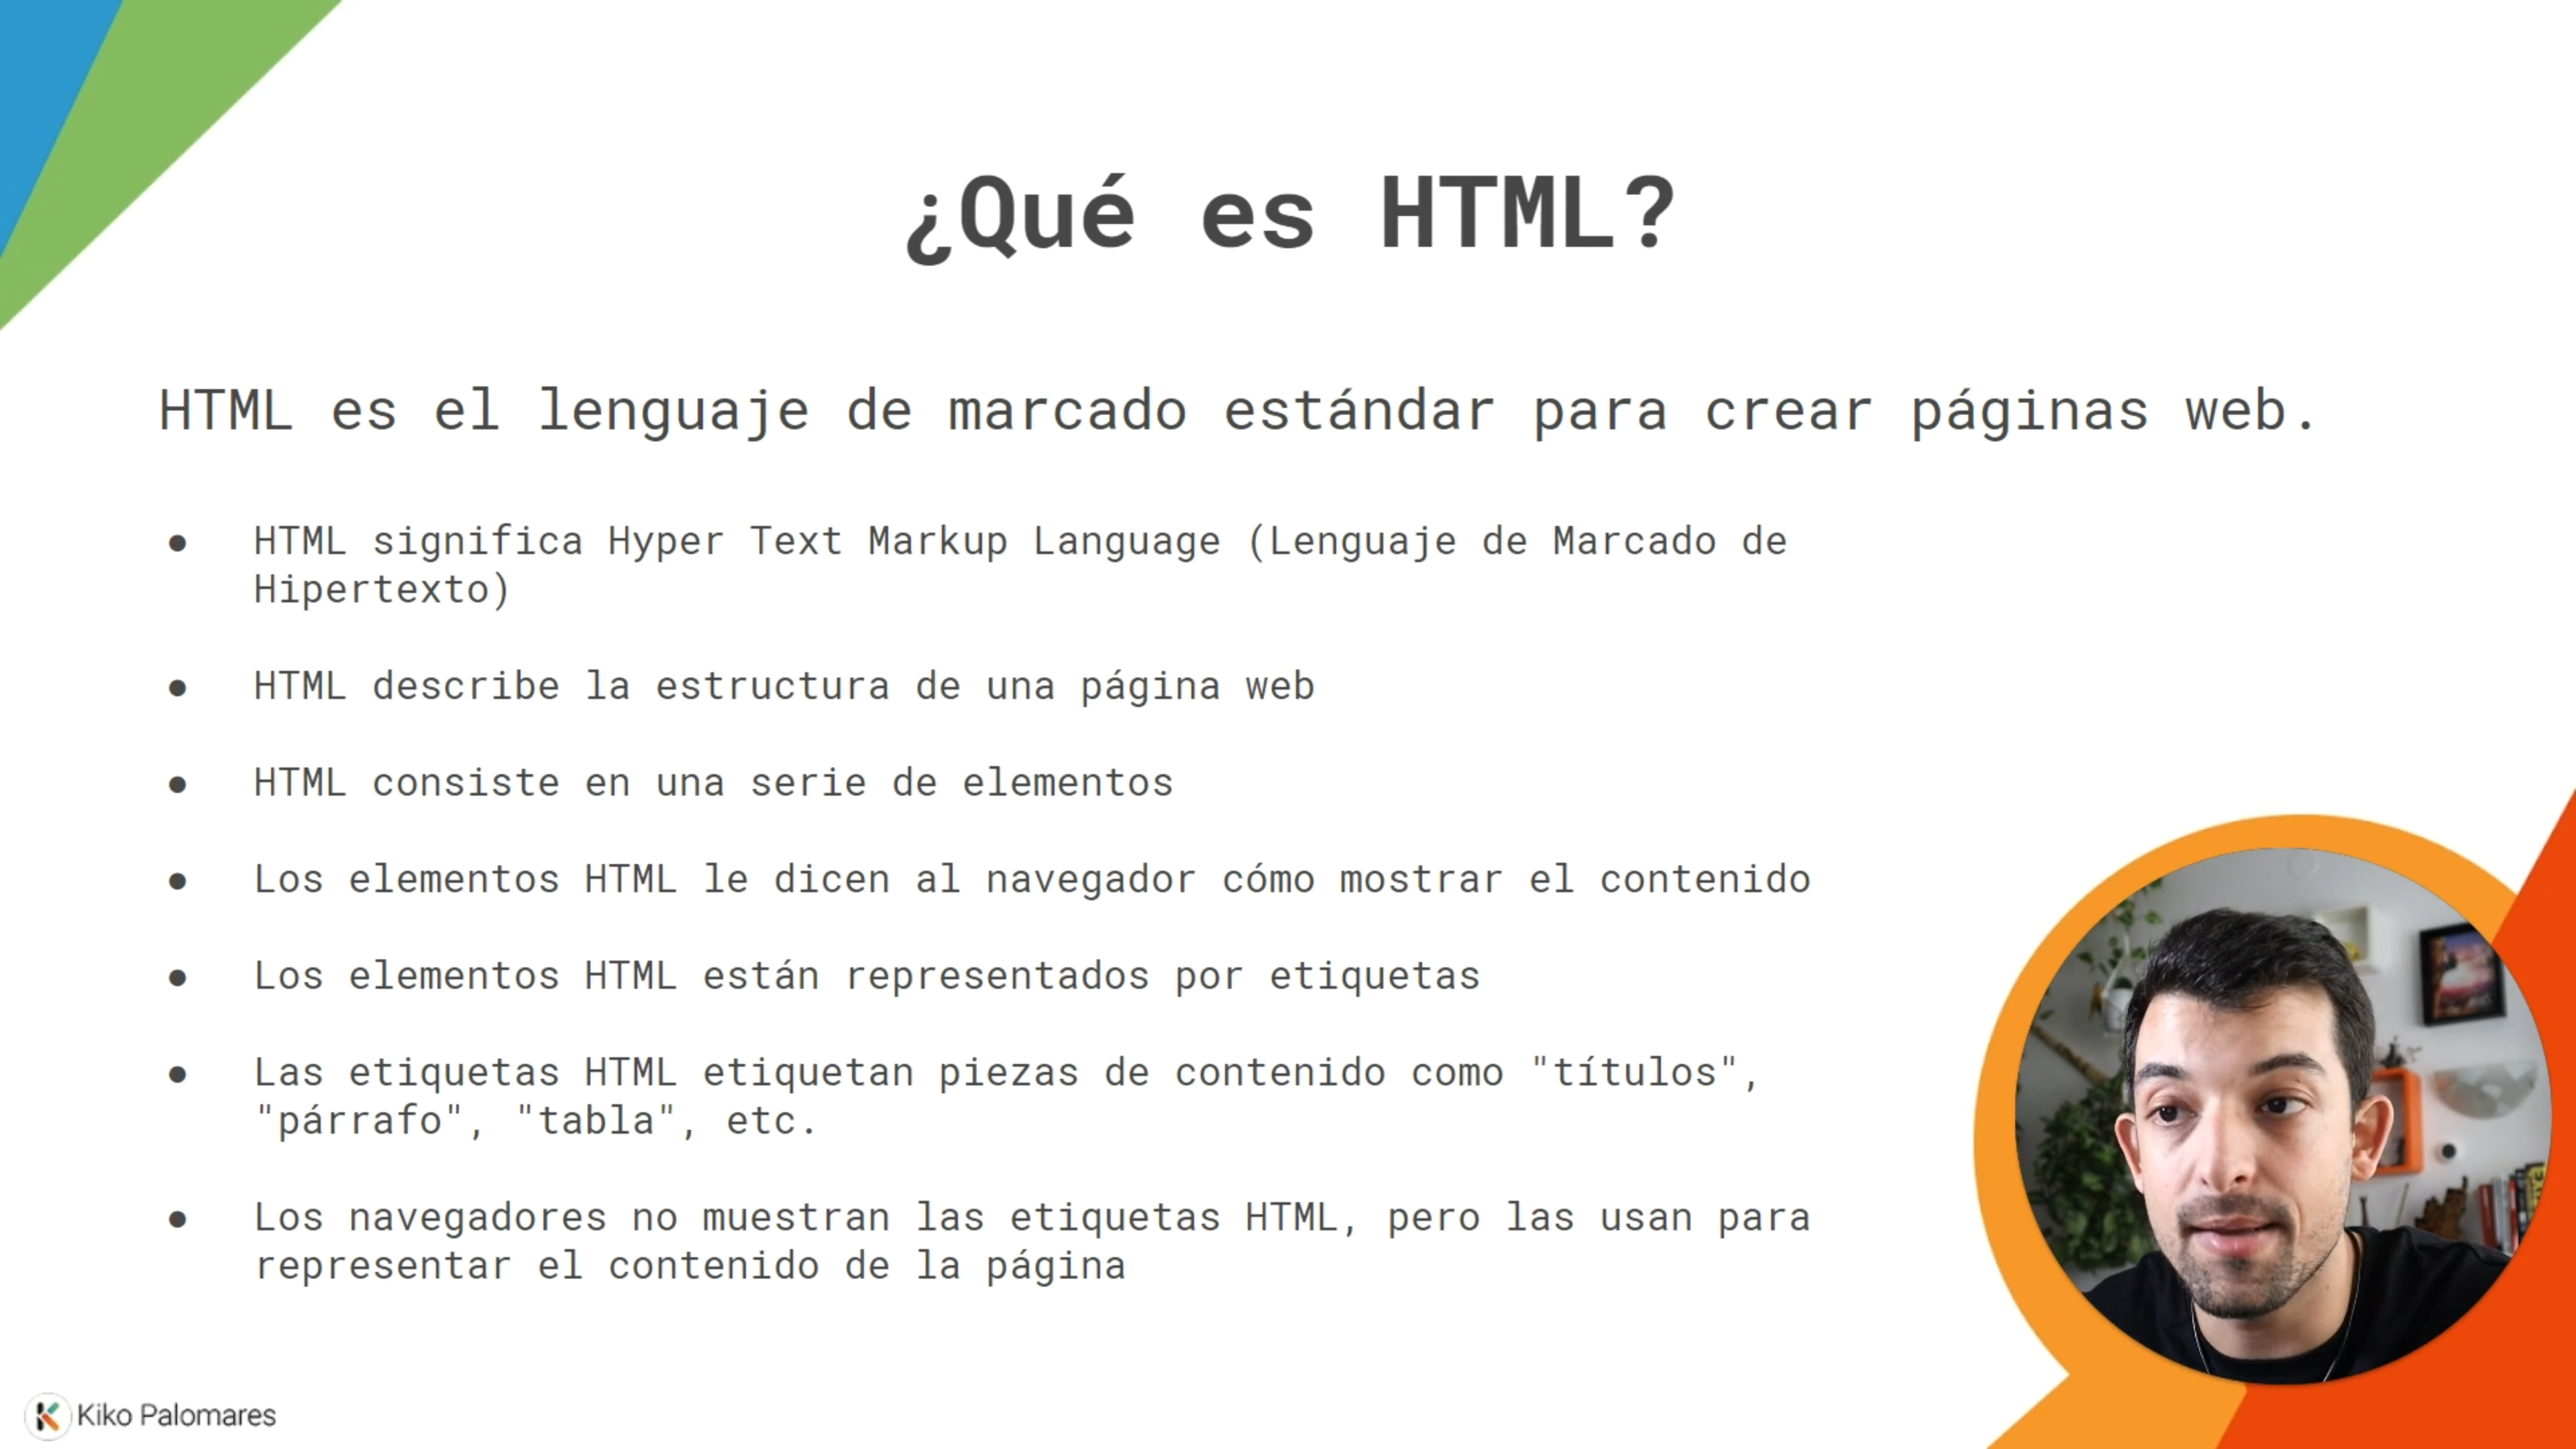 ¿Qué es HTML?
HTML es el lenguaje de marcado estándar para crear páginas web.
● HTML significa Hyper Text Markup Language (Lenguaje de Marcado de
Hipertexto)
● HTML describe la estructura de una página web
● HTML consiste en una serie de elementos
● Los elementos HTML le dicen al navegador cómo mostrar el contenido
● Los elementos HTML están representados por etiquetas
● Las etiquetas HTML etiquetan piezas de contenido como "títulos",
"párrafo", "tabla", etc.
● Los navegadores no muestran las etiquetas HTML, pero las usan para
representar el contenido de la página
Kiko Palomares